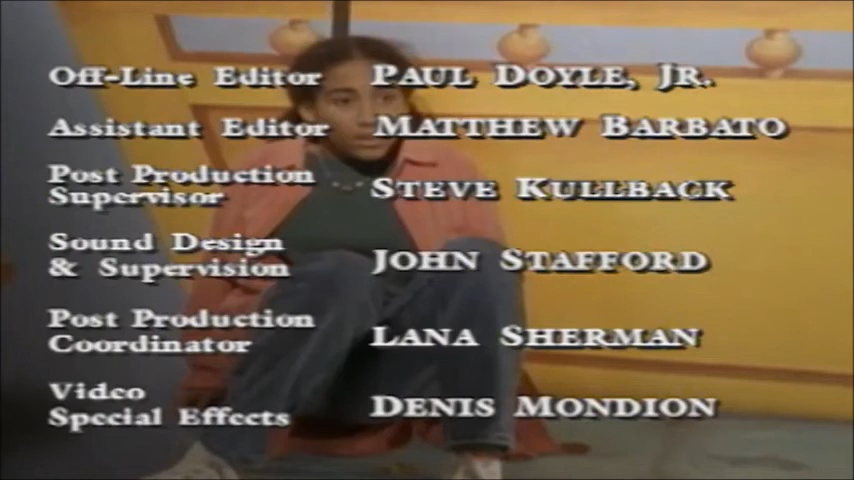 Off-Line Editor PAUL DOYLE, JR.
Assistant Editor MATTHEW BARBATO
Post Production
Supervisor STEVE KULLBACK
Sound Design
& Supervision JOHN STAFFORD
Post Production
Coordinator LANA SHERMAN
Video
Special Effects DENIS MONDION